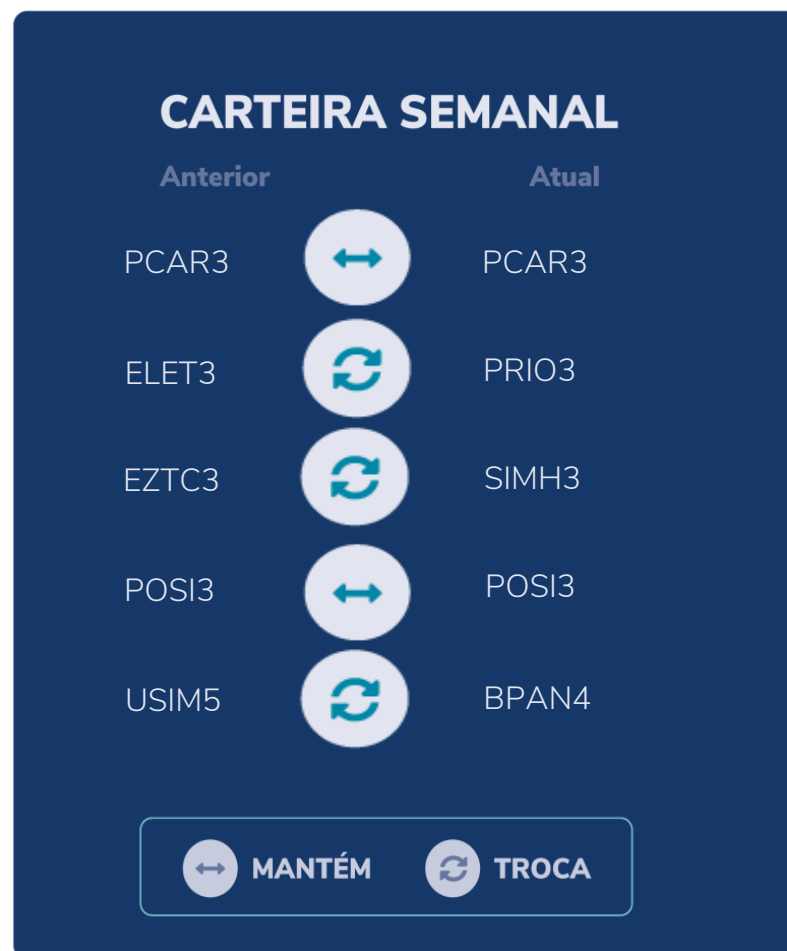 CARTEIRA SEMANAL
Anterior Atual
PCAR3 PCAR3
ELET3 PRIO3
EZTC3 SIMH3
POSI3 POSI3
USIM5 BPAN4
MANTÉM TROCA